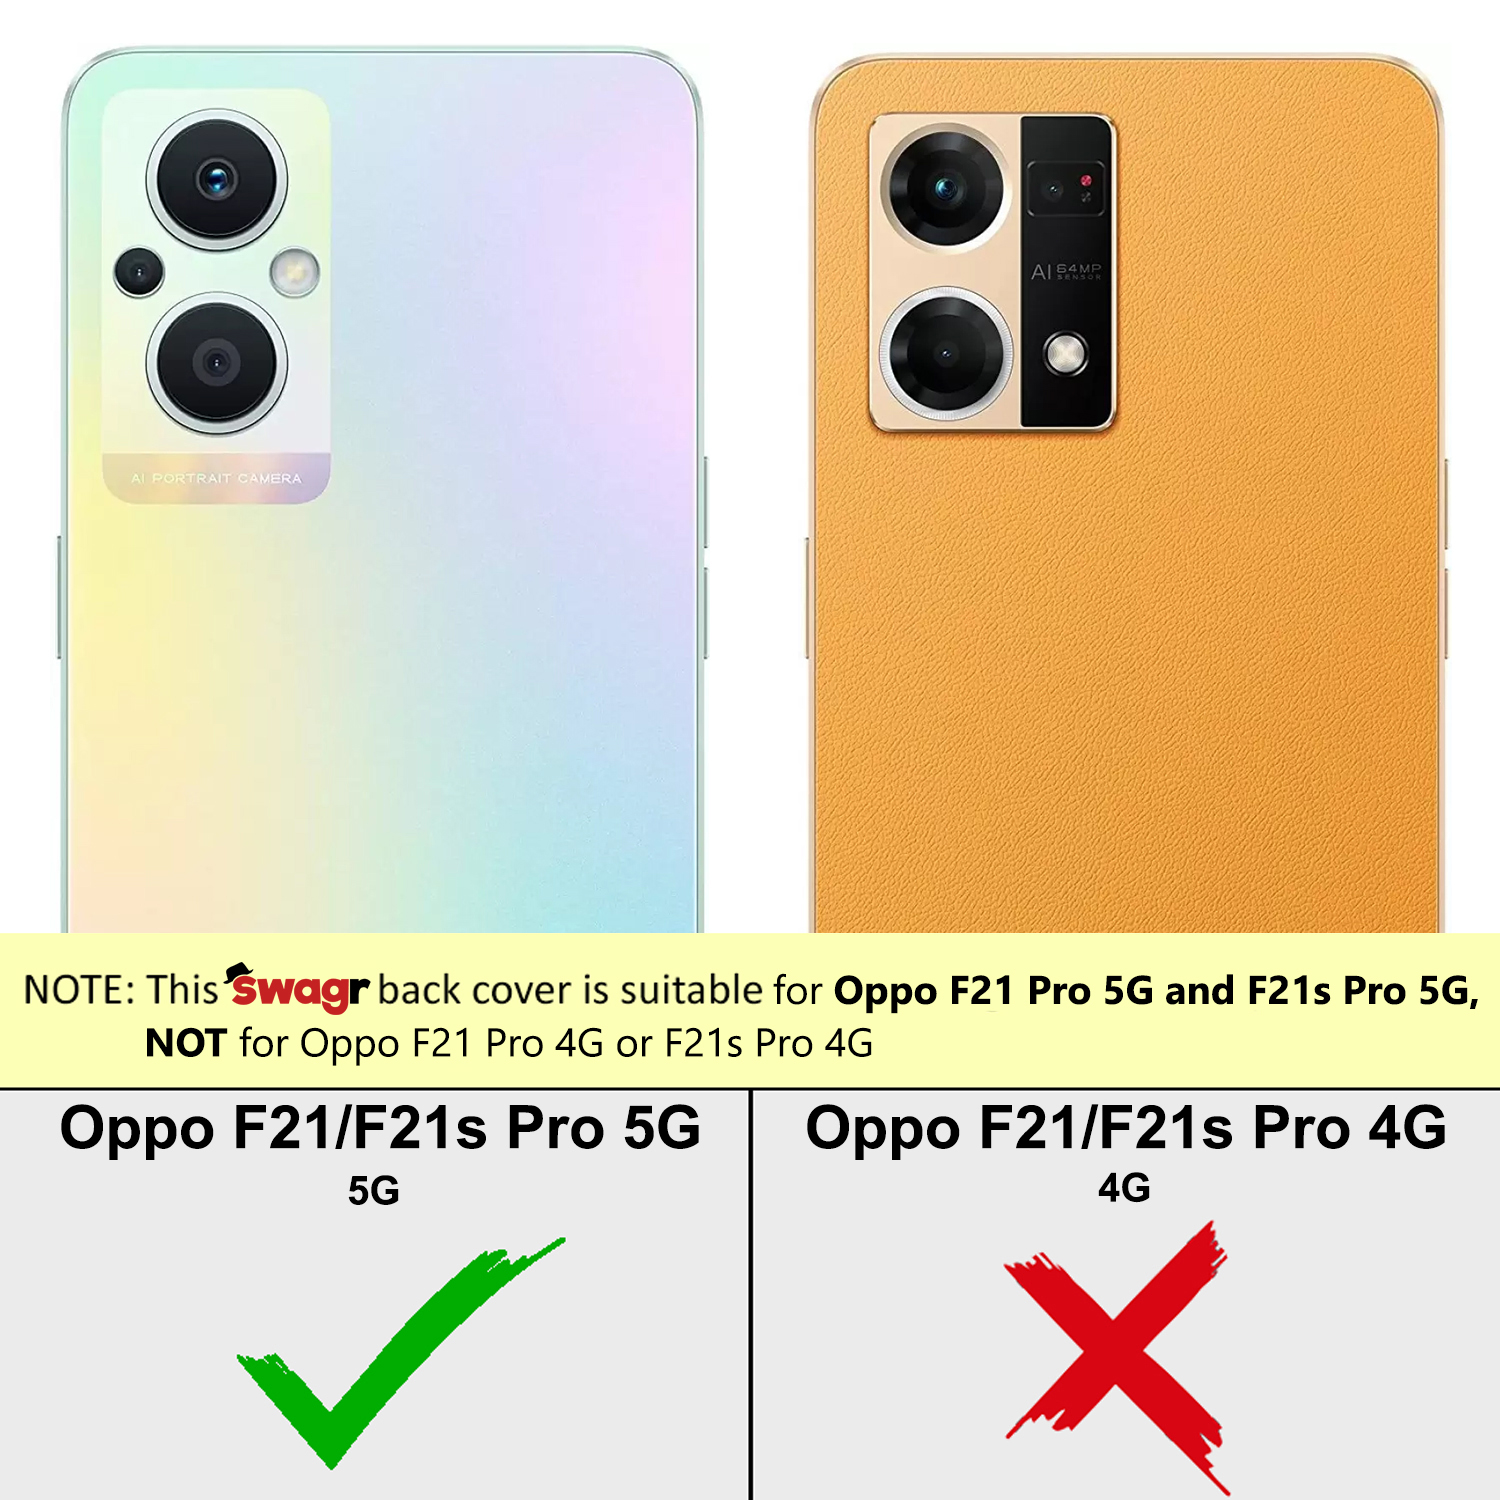 AI PORTRAIT CAMERA
AI 64MP
SENSOR
NOTE: This Swagr back cover is suitable for Oppo F21 Pro 5G and F21s Pro 5G,
NOT for Oppo F21 Pro 4G or F21s Pro 4G
Oppo F21/F21s Pro 5G
5G
Oppo F21/F21s Pro 4G
4G